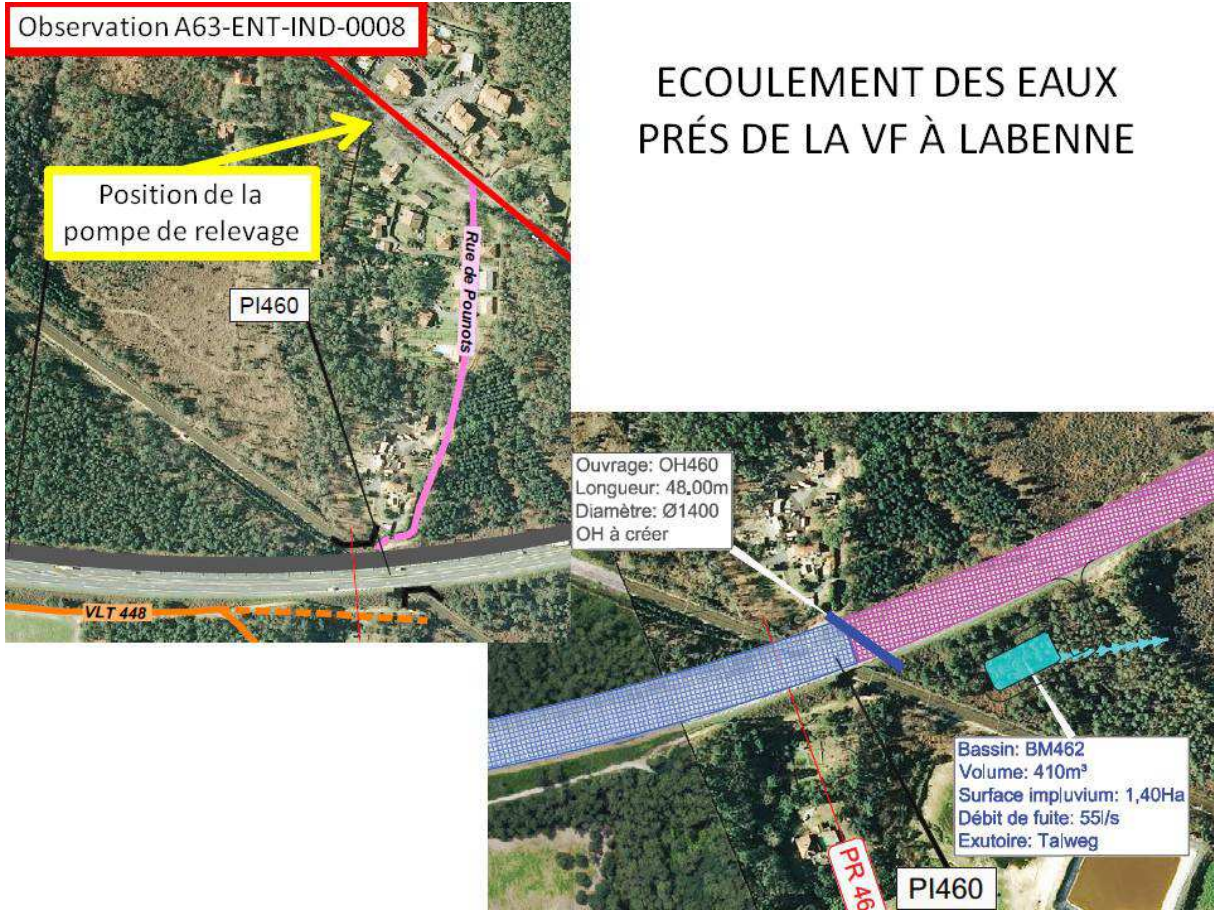 Observation A63-ENT-IND-0008
ECOULEMENT DES EAUX
PRÉS DE LA VF À LABENNE
Position de la
pompe de relevage
PI460
Rue de Pounots
VLT 448
Ouvrage: OH460
Longueur: 48,00m
Diamètre: Ø1400
OH à créer
Bassin: BM462
Volume: 410m³
Surface impluvium: 1,40Ha
Débit de fuite: 55l/s
Exutoire: Talweg
PR 46
PI460